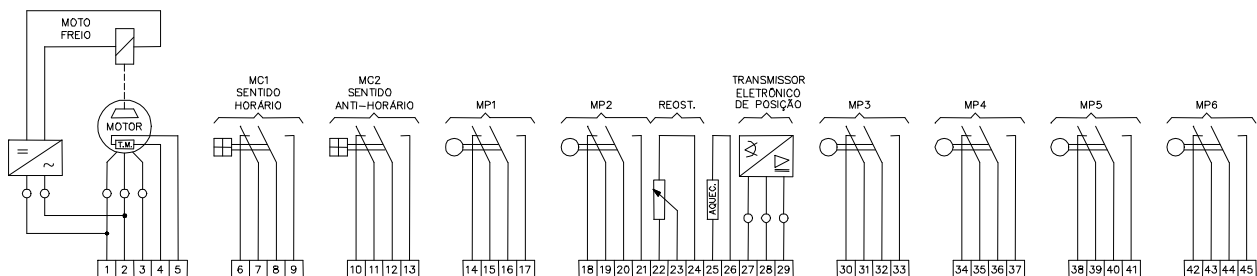 MOTO
FREIO
MOTOR
T.M.
=
~
MC1
SENTIDO
HORÁRIO
MC2
SENTIDO
ANTI-HORÁRIO
MP1
MP2
REOST.
AQUEC.
TRANSMISSOR
ELETRÔNICO
DE POSIÇÃO
MP3
MP4
MP5
MP6
1 2 3 4 5
6 7 8 9
10 11 12 13
14 15 16 17
18 19 20 21 22 23 24 25 26 27 28 29
30 31 32 33
34 35 36 37
38 39 40 41
42 43 44 45